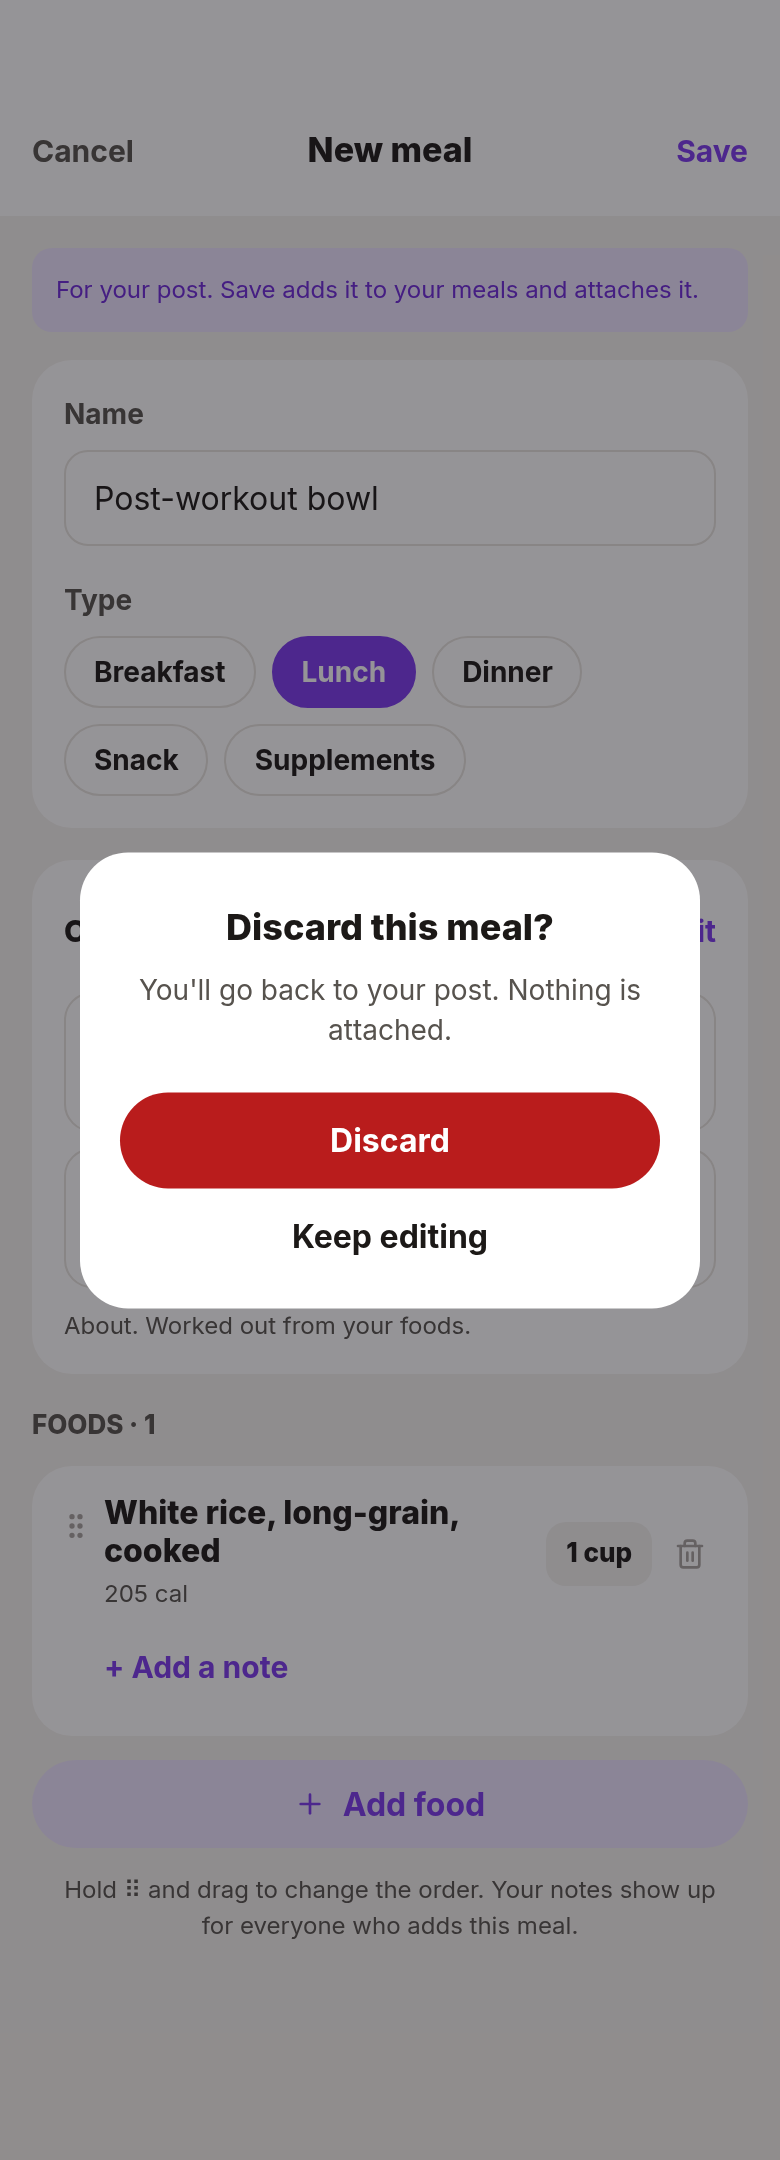 Cancel
New meal
Save
For your post. Save adds it to your meals and attaches it.
Name
Post-workout bowl
Type
Breakfast
Lunch
Dinner
Snack
Supplements
Discard this meal?
You'll go back to your post. Nothing is
attached.
Discard
Keep editing
About. Worked out from your foods.
FOODS · 1
White rice, long-grain,
cooked
205 cal
1 cup
+ Add a note
+ Add food
Hold ⠿ and drag to change the order. Your notes show up
for everyone who adds this meal.